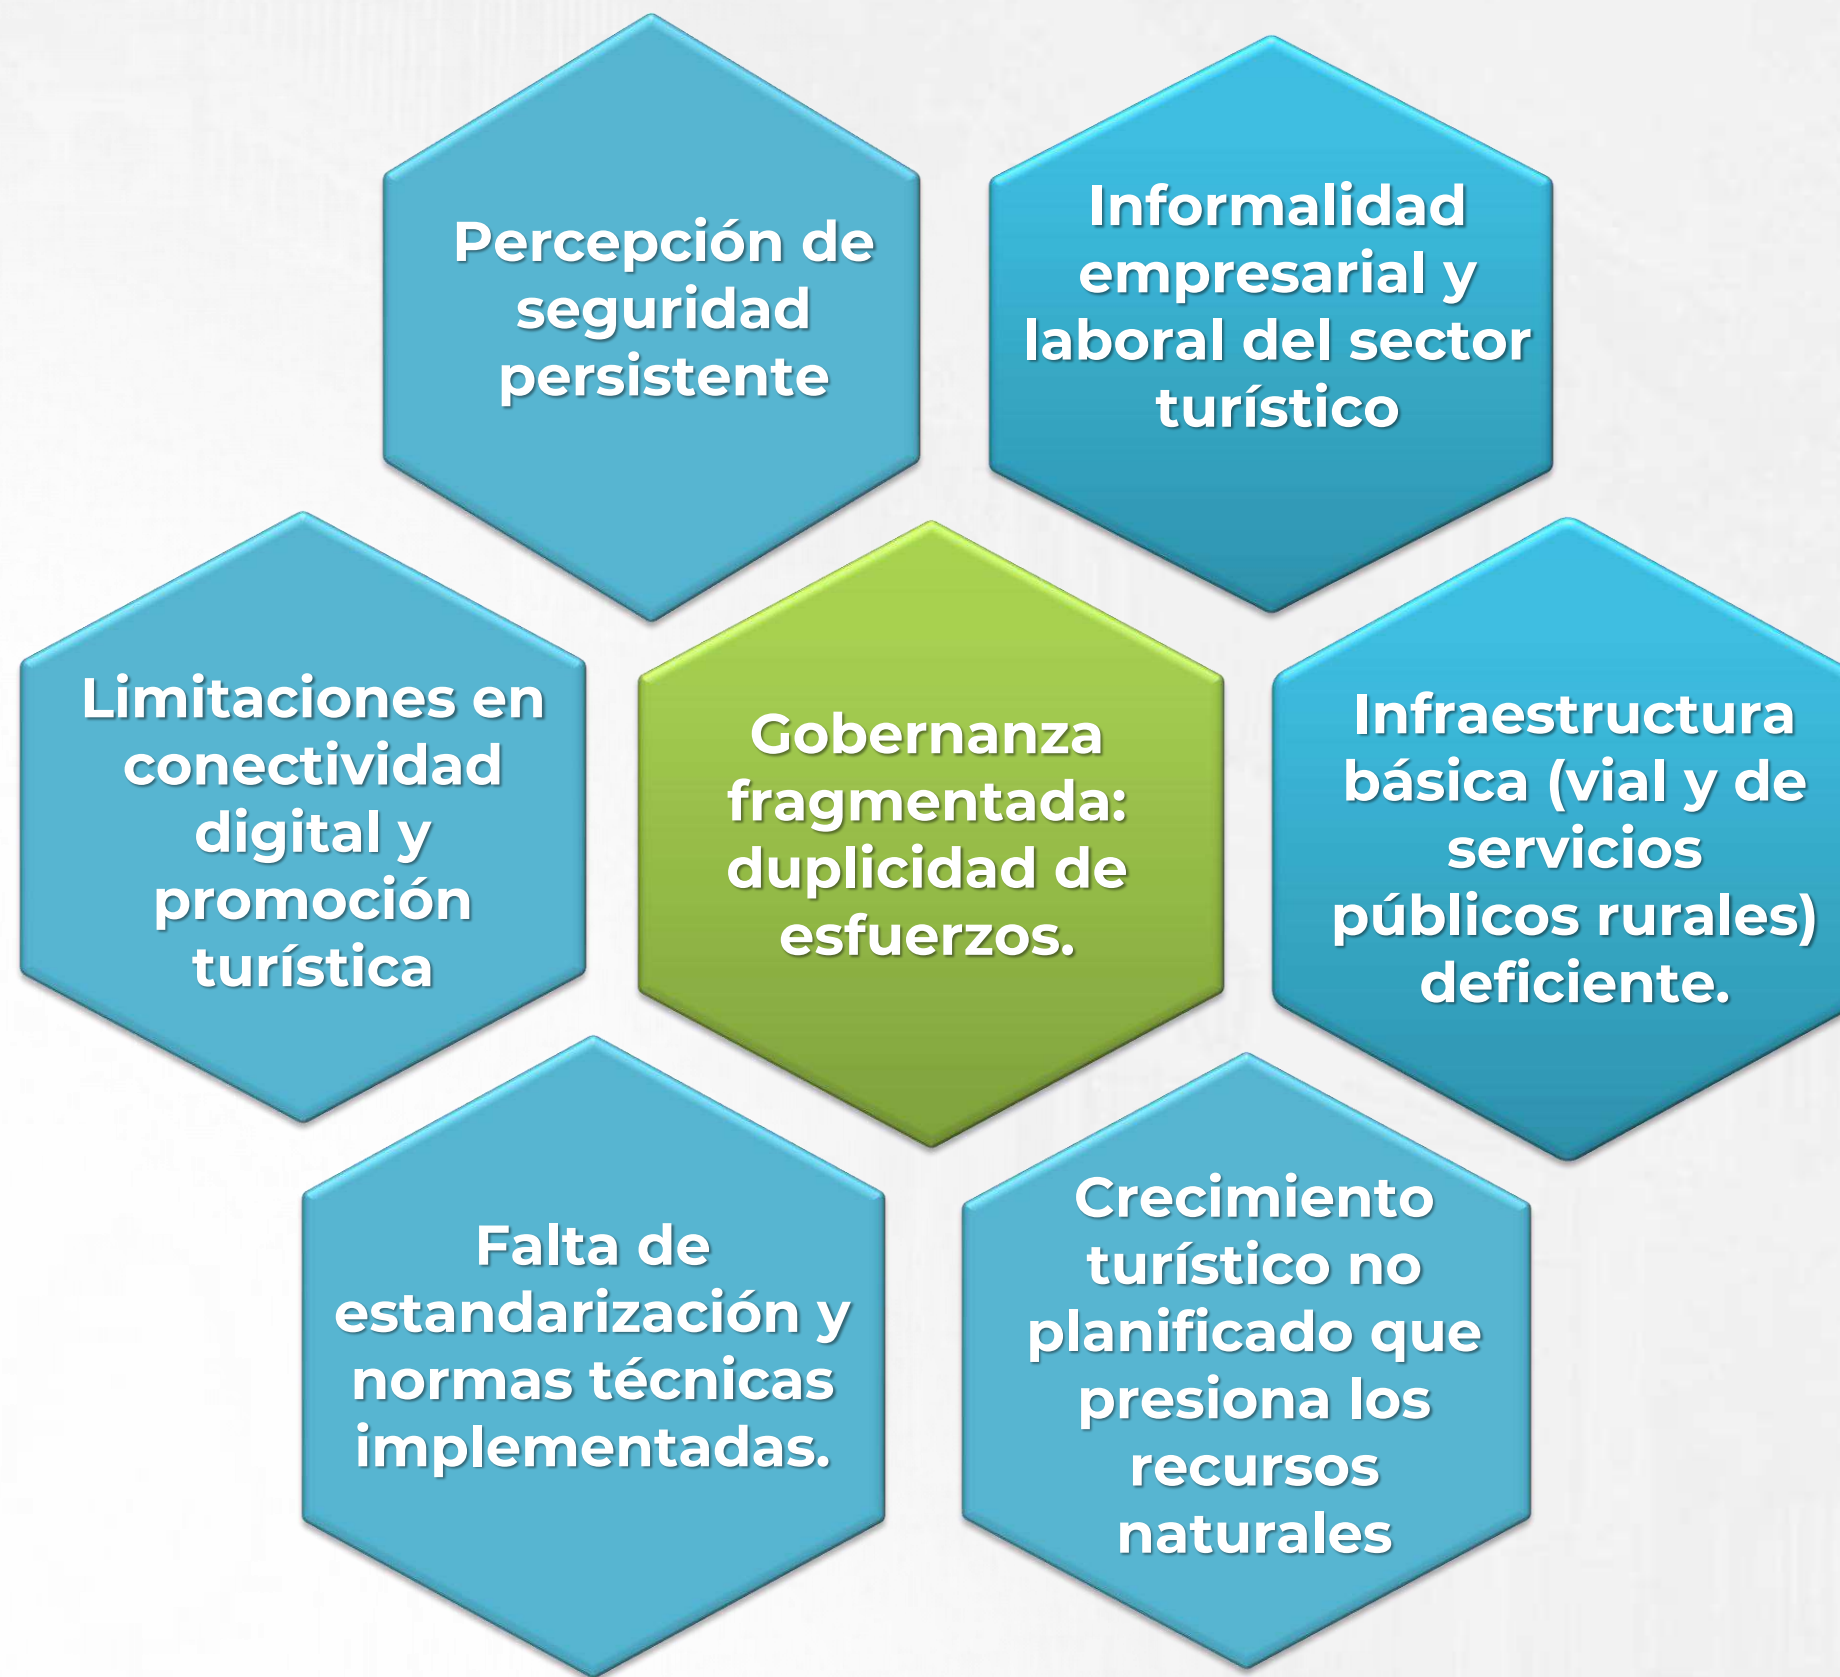 Percepción de
seguridad
persistente
Informalidad
empresarial y
laboral del sector
turístico
Limitaciones en
conectividad
digital y
promoción
turística
Gobernanza
fragmentada:
duplicidad de
esfuerzos.
Infraestructura
básica (vial y de
servicios
públicos rurales)
deficiente.
Falta de
estandarización y
normas técnicas
implementadas.
Crecimiento
turístico no
planificado que
presiona los
recursos
naturales